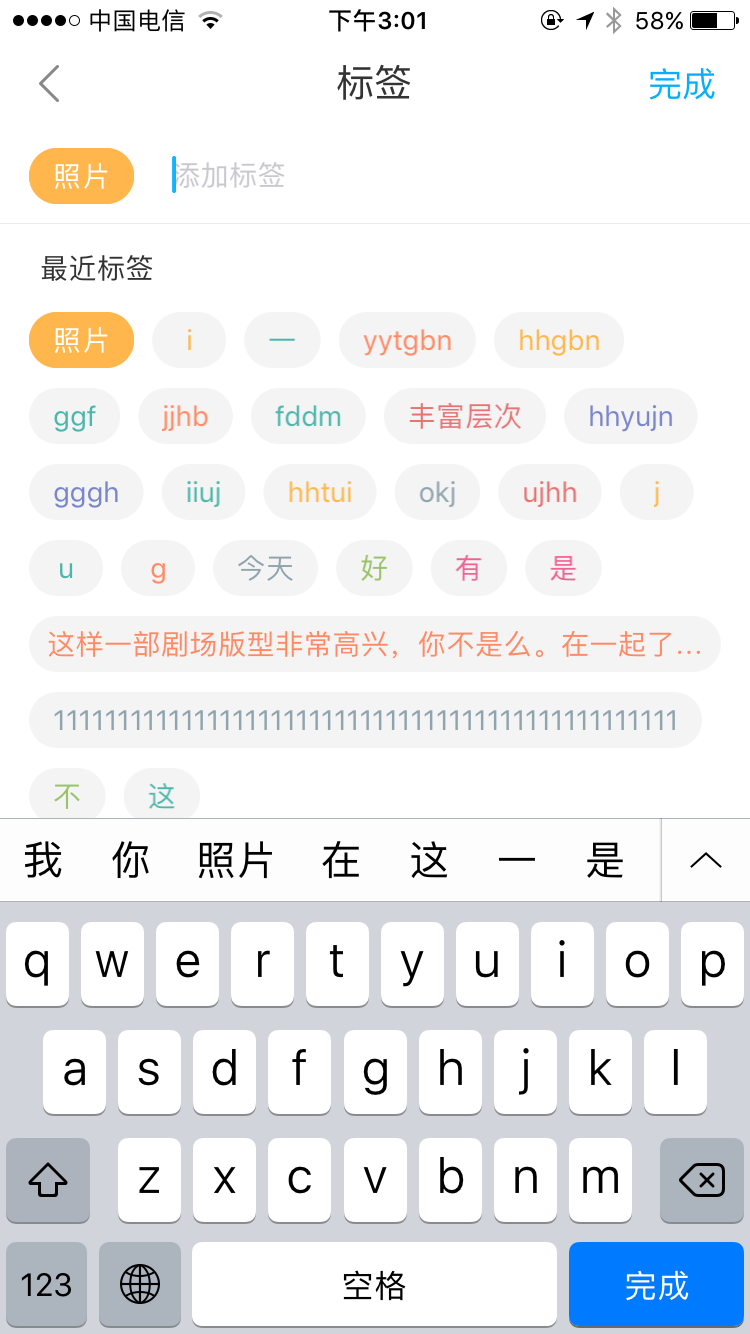 中国电信 下午3:01 58%
标签 完成
照片 添加标签
最近标签
照片 i 一 yytgbn hhgbn
ggf jjhb fddm 丰富层次 hhyujn
gggh iiuj hhtui okj ujhh j
u g 今天 好 有 是
这样一部剧场版型非常高兴，你不是么。在一起了...
不 这
我 你 照片 在 这 一 是
q w e r t y u i o p
a s d f g h j k l
z x c v b n m
123 空格 完成